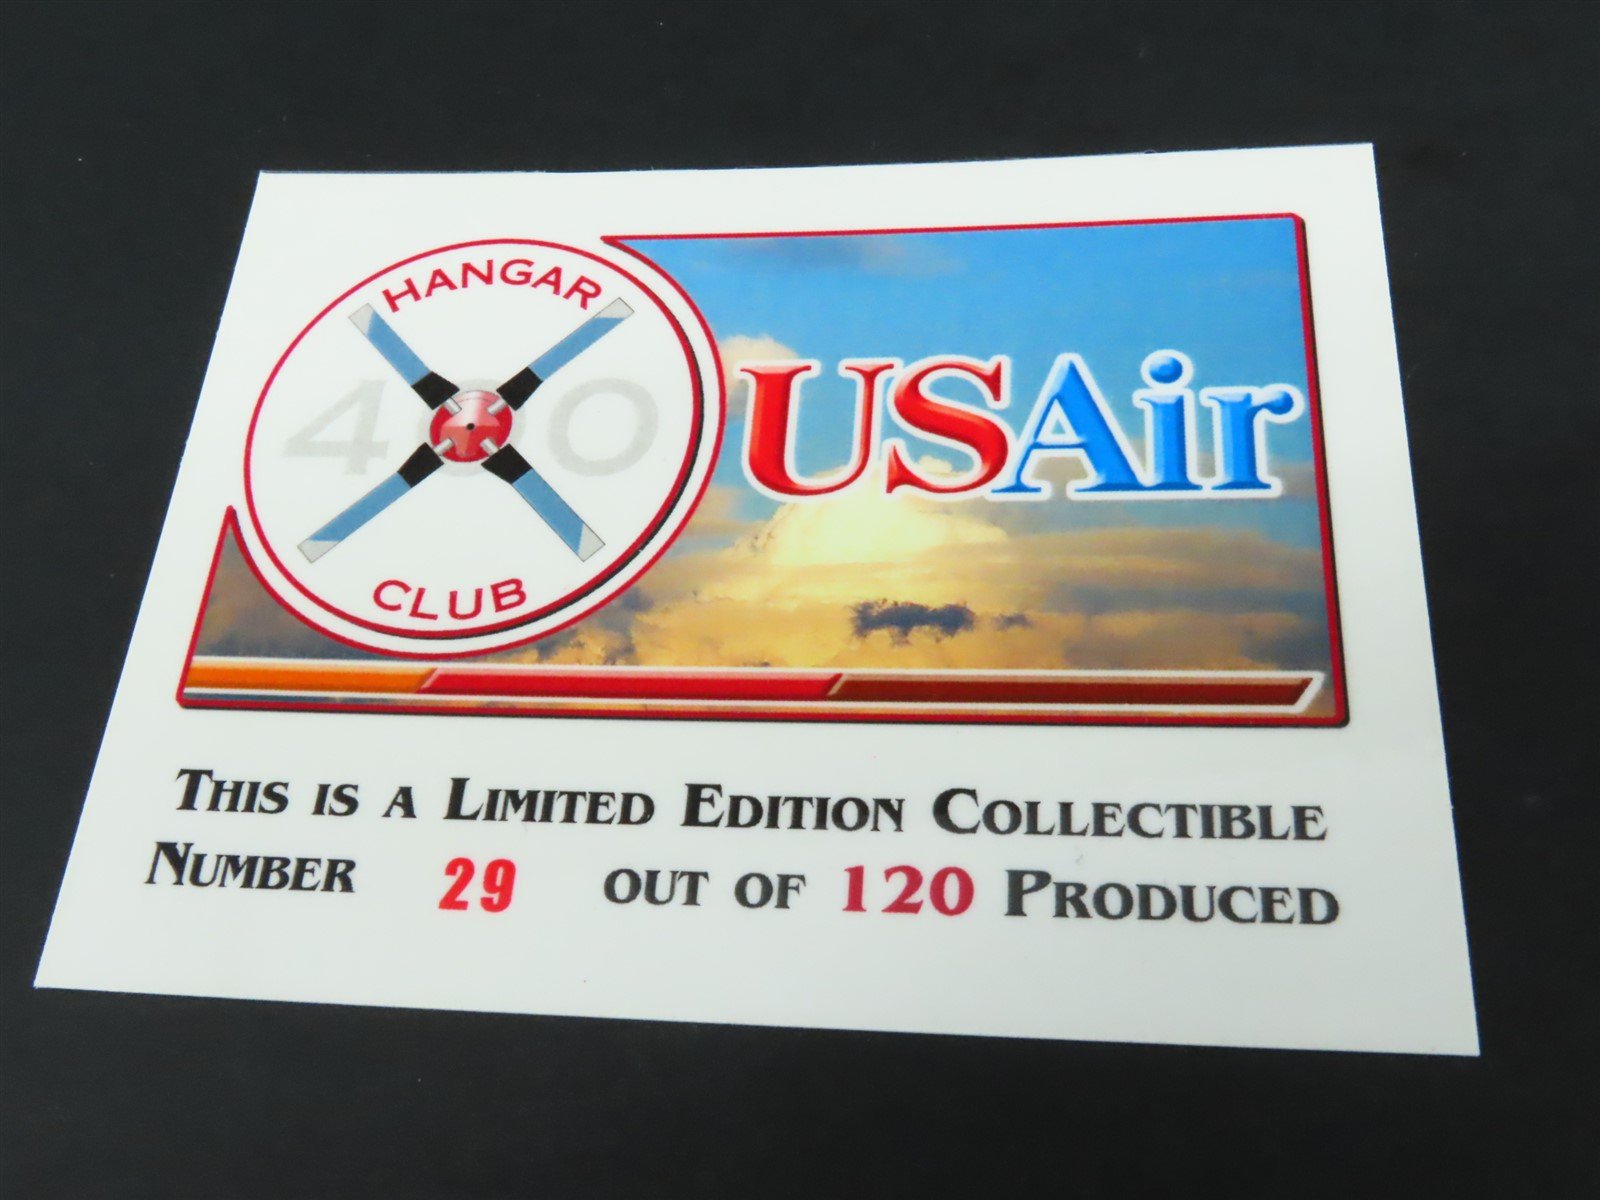 HANGAR
400
CLUB
USAir
THIS IS A LIMITED EDITION COLLECTIBLE
NUMBER 29 OUT OF 120 PRODUCED